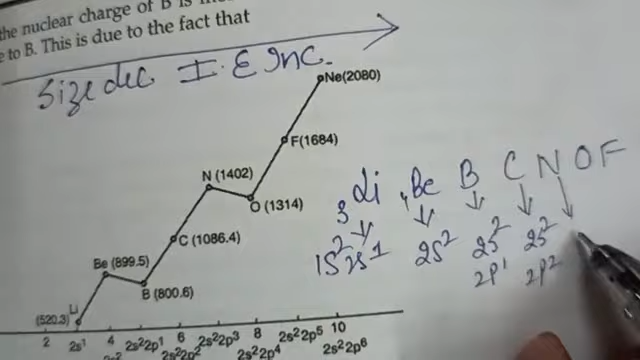 the nuclear charge of B is
e to B. This is due to the fact that
Size dec. I.E Inc.
Ne(2080)
F(1684)
N (1402)
O (1314)
C (1086.4)
Be (899.5)
B (800.6)
Li
(520.3)
2 4 6 8 10
2s¹ 2s²2p¹ 2s²2p³ 2s²2p⁵
2s²2p² 2s²2p⁴ 2s²2p⁶
₃Li ₄Be B C N O F
1S² 2S¹ 2S² 2S² 2S²
2P¹ 2P²